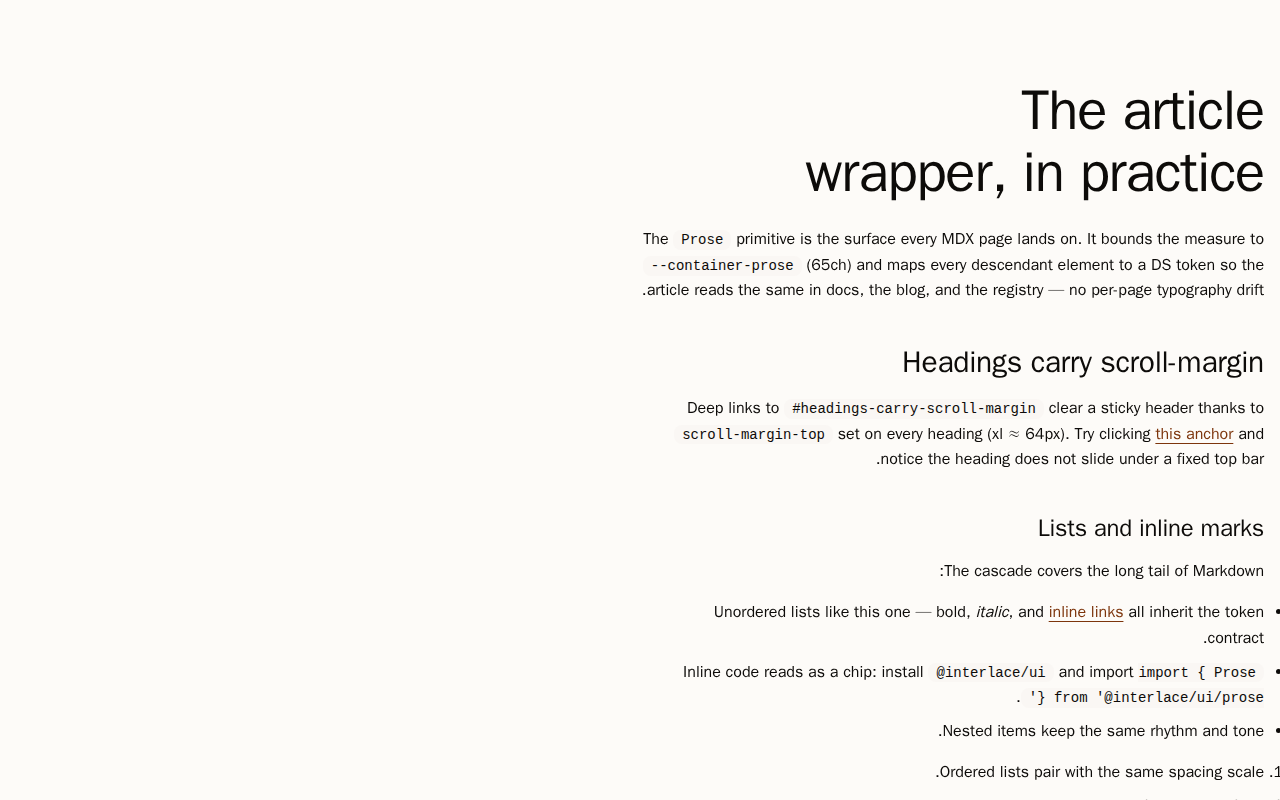 The article
wrapper, in practice
The Prose primitive is the surface every MDX page lands on. It bounds the measure to
--container-prose (65ch) and maps every descendant element to a DS token so the
.article reads the same in docs, the blog, and the registry — no per-page typography drift
Headings carry scroll-margin
Deep links to #headings-carry-scroll-margin clear a sticky header thanks to
scroll-margin-top set on every heading (xl ≈ 64px). Try clicking this anchor and
.notice the heading does not slide under a fixed top bar
Lists and inline marks
:The cascade covers the long tail of Markdown
Unordered lists like this one — bold, italic, and inline links all inherit the token
.contract
Inline code reads as a chip: install @interlace/ui and import import { Prose
. '} from '@interlace/ui/prose
.Nested items keep the same rhythm and tone
.Ordered lists pair with the same spacing scale .1